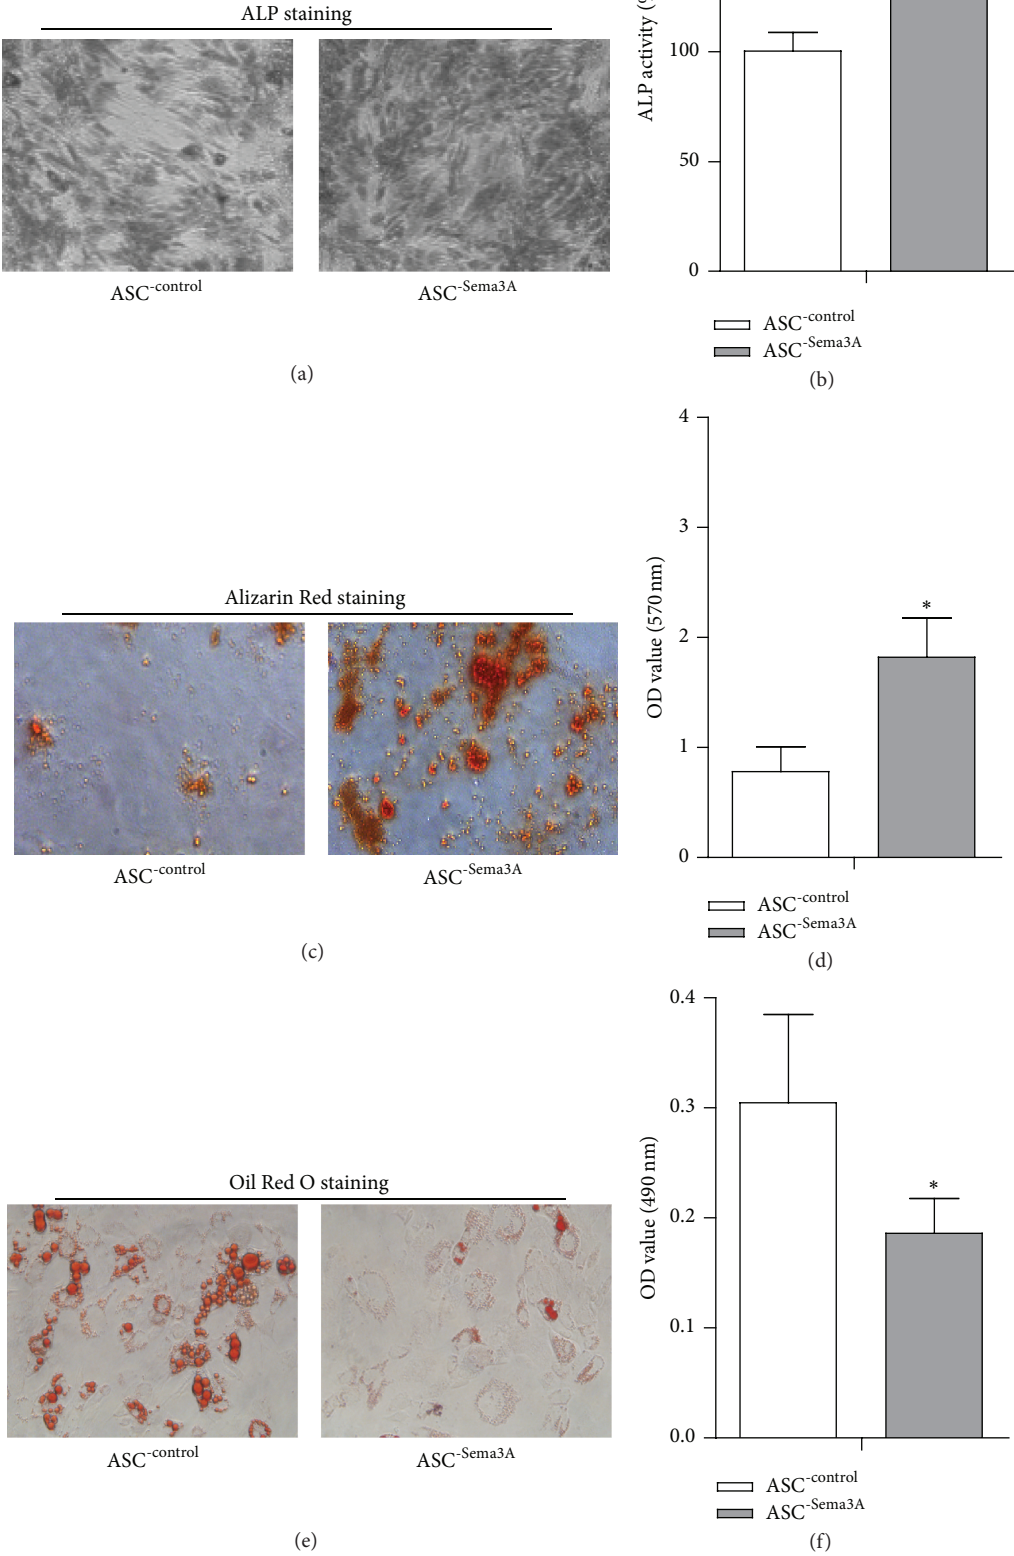 ALP staining
ASC-control
ASC-Sema3A
(a)
ALP activity (
100
50
0
ASC-control
ASC-Sema3A
(b)
Alizarin Red staining
ASC-control
ASC-Sema3A
(c)
4
3
2
1
0
OD value (570 nm)
*
ASC-control
ASC-Sema3A
(d)
Oil Red O staining
ASC-control
ASC-Sema3A
(e)
0.4
0.3
0.2
0.1
0.0
OD value (490 nm)
*
ASC-control
ASC-Sema3A
(f)